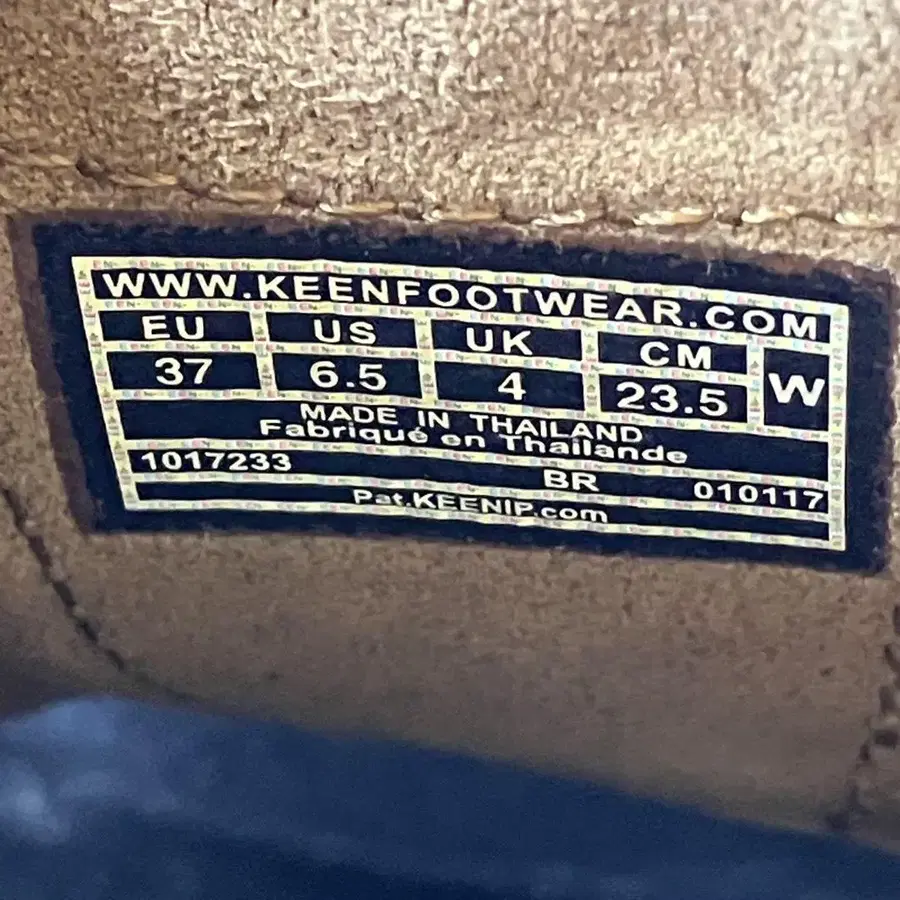 WWW.KEENFOOTWEAR.COM
EU US UK CM W
37 6.5 4 23.5
MADE IN THAILAND
Fabriqué en Thaïlande
1017233 BR 010117
Pat.KEENIP.com